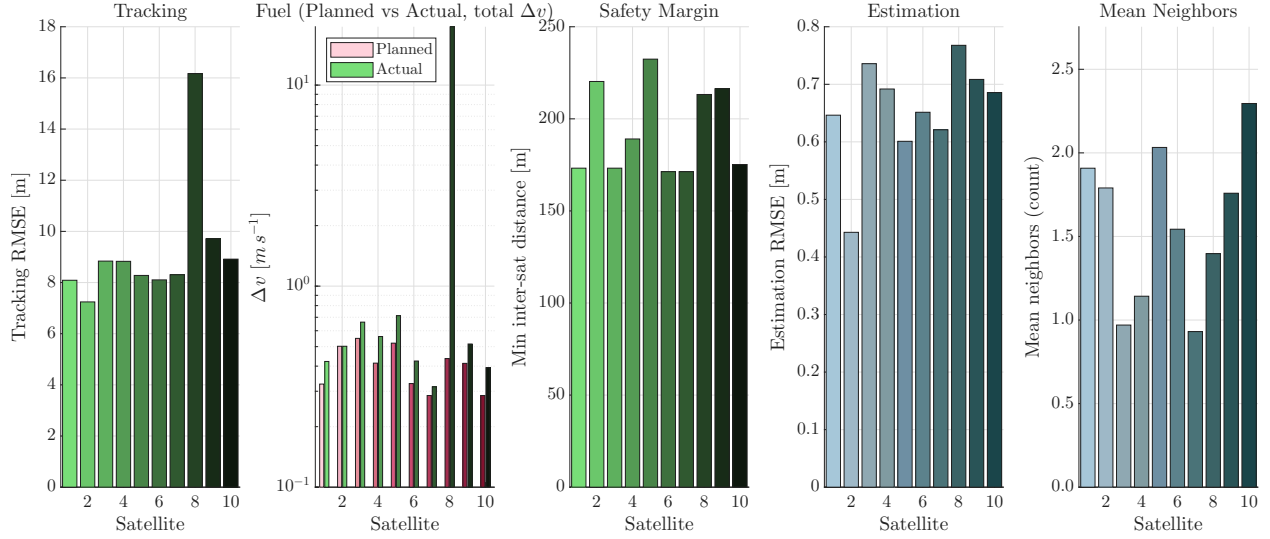 Tracking
Tracking RMSE [m]
18
16
14
12
10
8
6
4
2
0
2 4 6 8 10
Satellite
Fuel (Planned vs Actual, total Δv)
Planned
Actual
Δv [m s⁻¹]
10¹
10⁰
10⁻¹
2 4 6 8 10
Satellite
Safety Margin
Min inter-sat distance [m]
250
200
150
100
50
0
2 4 6 8 10
Satellite
Estimation
Estimation RMSE [m]
0.8
0.7
0.6
0.5
0.4
0.3
0.2
0.1
0
2 4 6 8 10
Satellite
Mean Neighbors
Mean neighbors (count)
2.5
2.0
1.5
1.0
0.5
0.0
2 4 6 8 10
Satellite